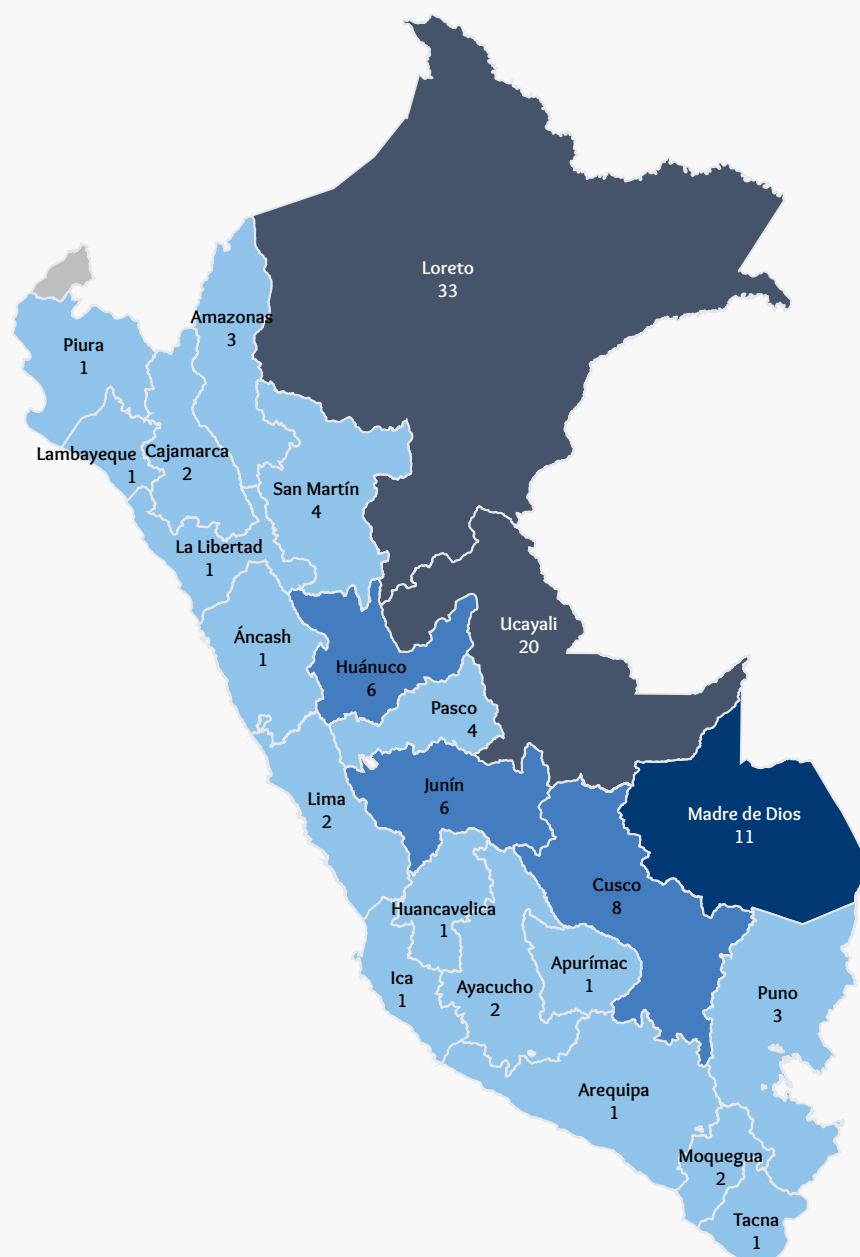 Loreto
33
Amazonas
3
Piura
1
Lambayeque
1
Cajamarca
2
San Martín
4
La Libertad
1
Áncash
1
Huánuco
6
Ucayali
20
Pasco
4
Junín
6
Lima
2
Madre de Dios
11
Cusco
8
Huancavelica
1
Apurímac
1
Ica
1
Ayacucho
2
Puno
3
Arequipa
1
Moquegua
2
Tacna
1